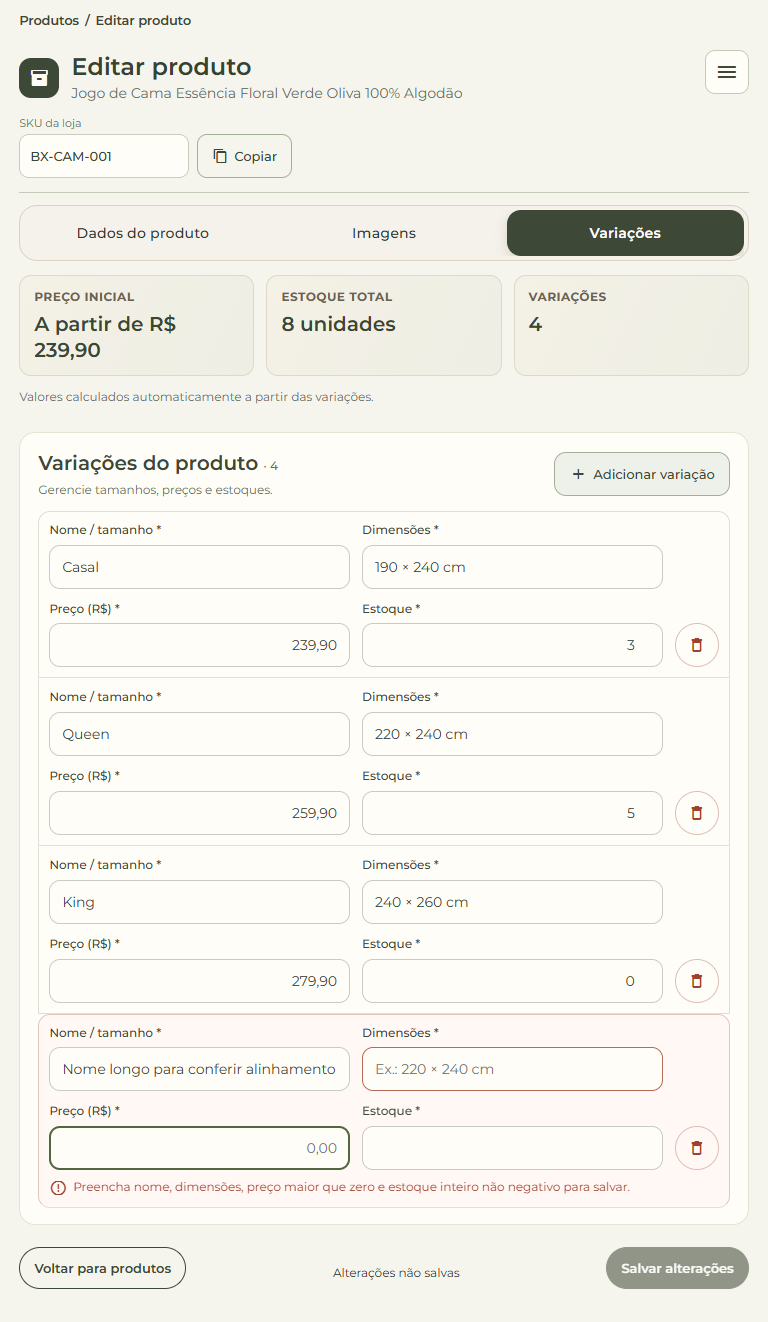 Produtos / Editar produto
Editar produto
Jogo de Cama Essência Floral Verde Oliva 100% Algodão
SKU da loja
BX-CAM-001
Copiar
Dados do produto
Imagens
Variações
PREÇO INICIAL
A partir de R$
239,90
ESTOQUE TOTAL
8 unidades
VARIAÇÕES
4
Valores calculados automaticamente a partir das variações.
Variações do produto · 4
Gerencie tamanhos, preços e estoques.
+ Adicionar variação
Nome / tamanho *
Dimensões *
Casal
190 × 240 cm
Preço (R$) *
Estoque *
239,90
3
Nome / tamanho *
Dimensões *
Queen
220 × 240 cm
Preço (R$) *
Estoque *
259,90
5
Nome / tamanho *
Dimensões *
King
240 × 260 cm
Preço (R$) *
Estoque *
279,90
0
Nome / tamanho *
Dimensões *
Nome longo para conferir alinhamento
Ex.: 220 × 240 cm
Preço (R$) *
Estoque *
0,00
Preencha nome, dimensões, preço maior que zero e estoque inteiro não negativo para salvar.
Voltar para produtos
Alterações não salvas
Salvar alterações